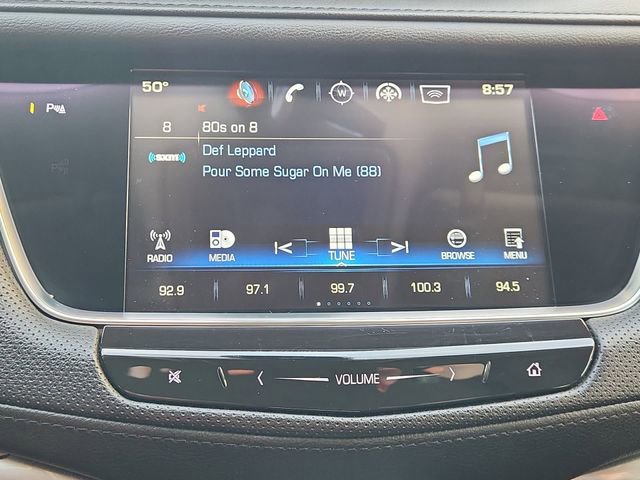 50° W 8:57
8 80s on 8
((sxm)) Def Leppard
Pour Some Sugar On Me (88)
RADIO MEDIA TUNE BROWSE MENU
92.9 97.1 99.7 100.3 94.5
VOLUME